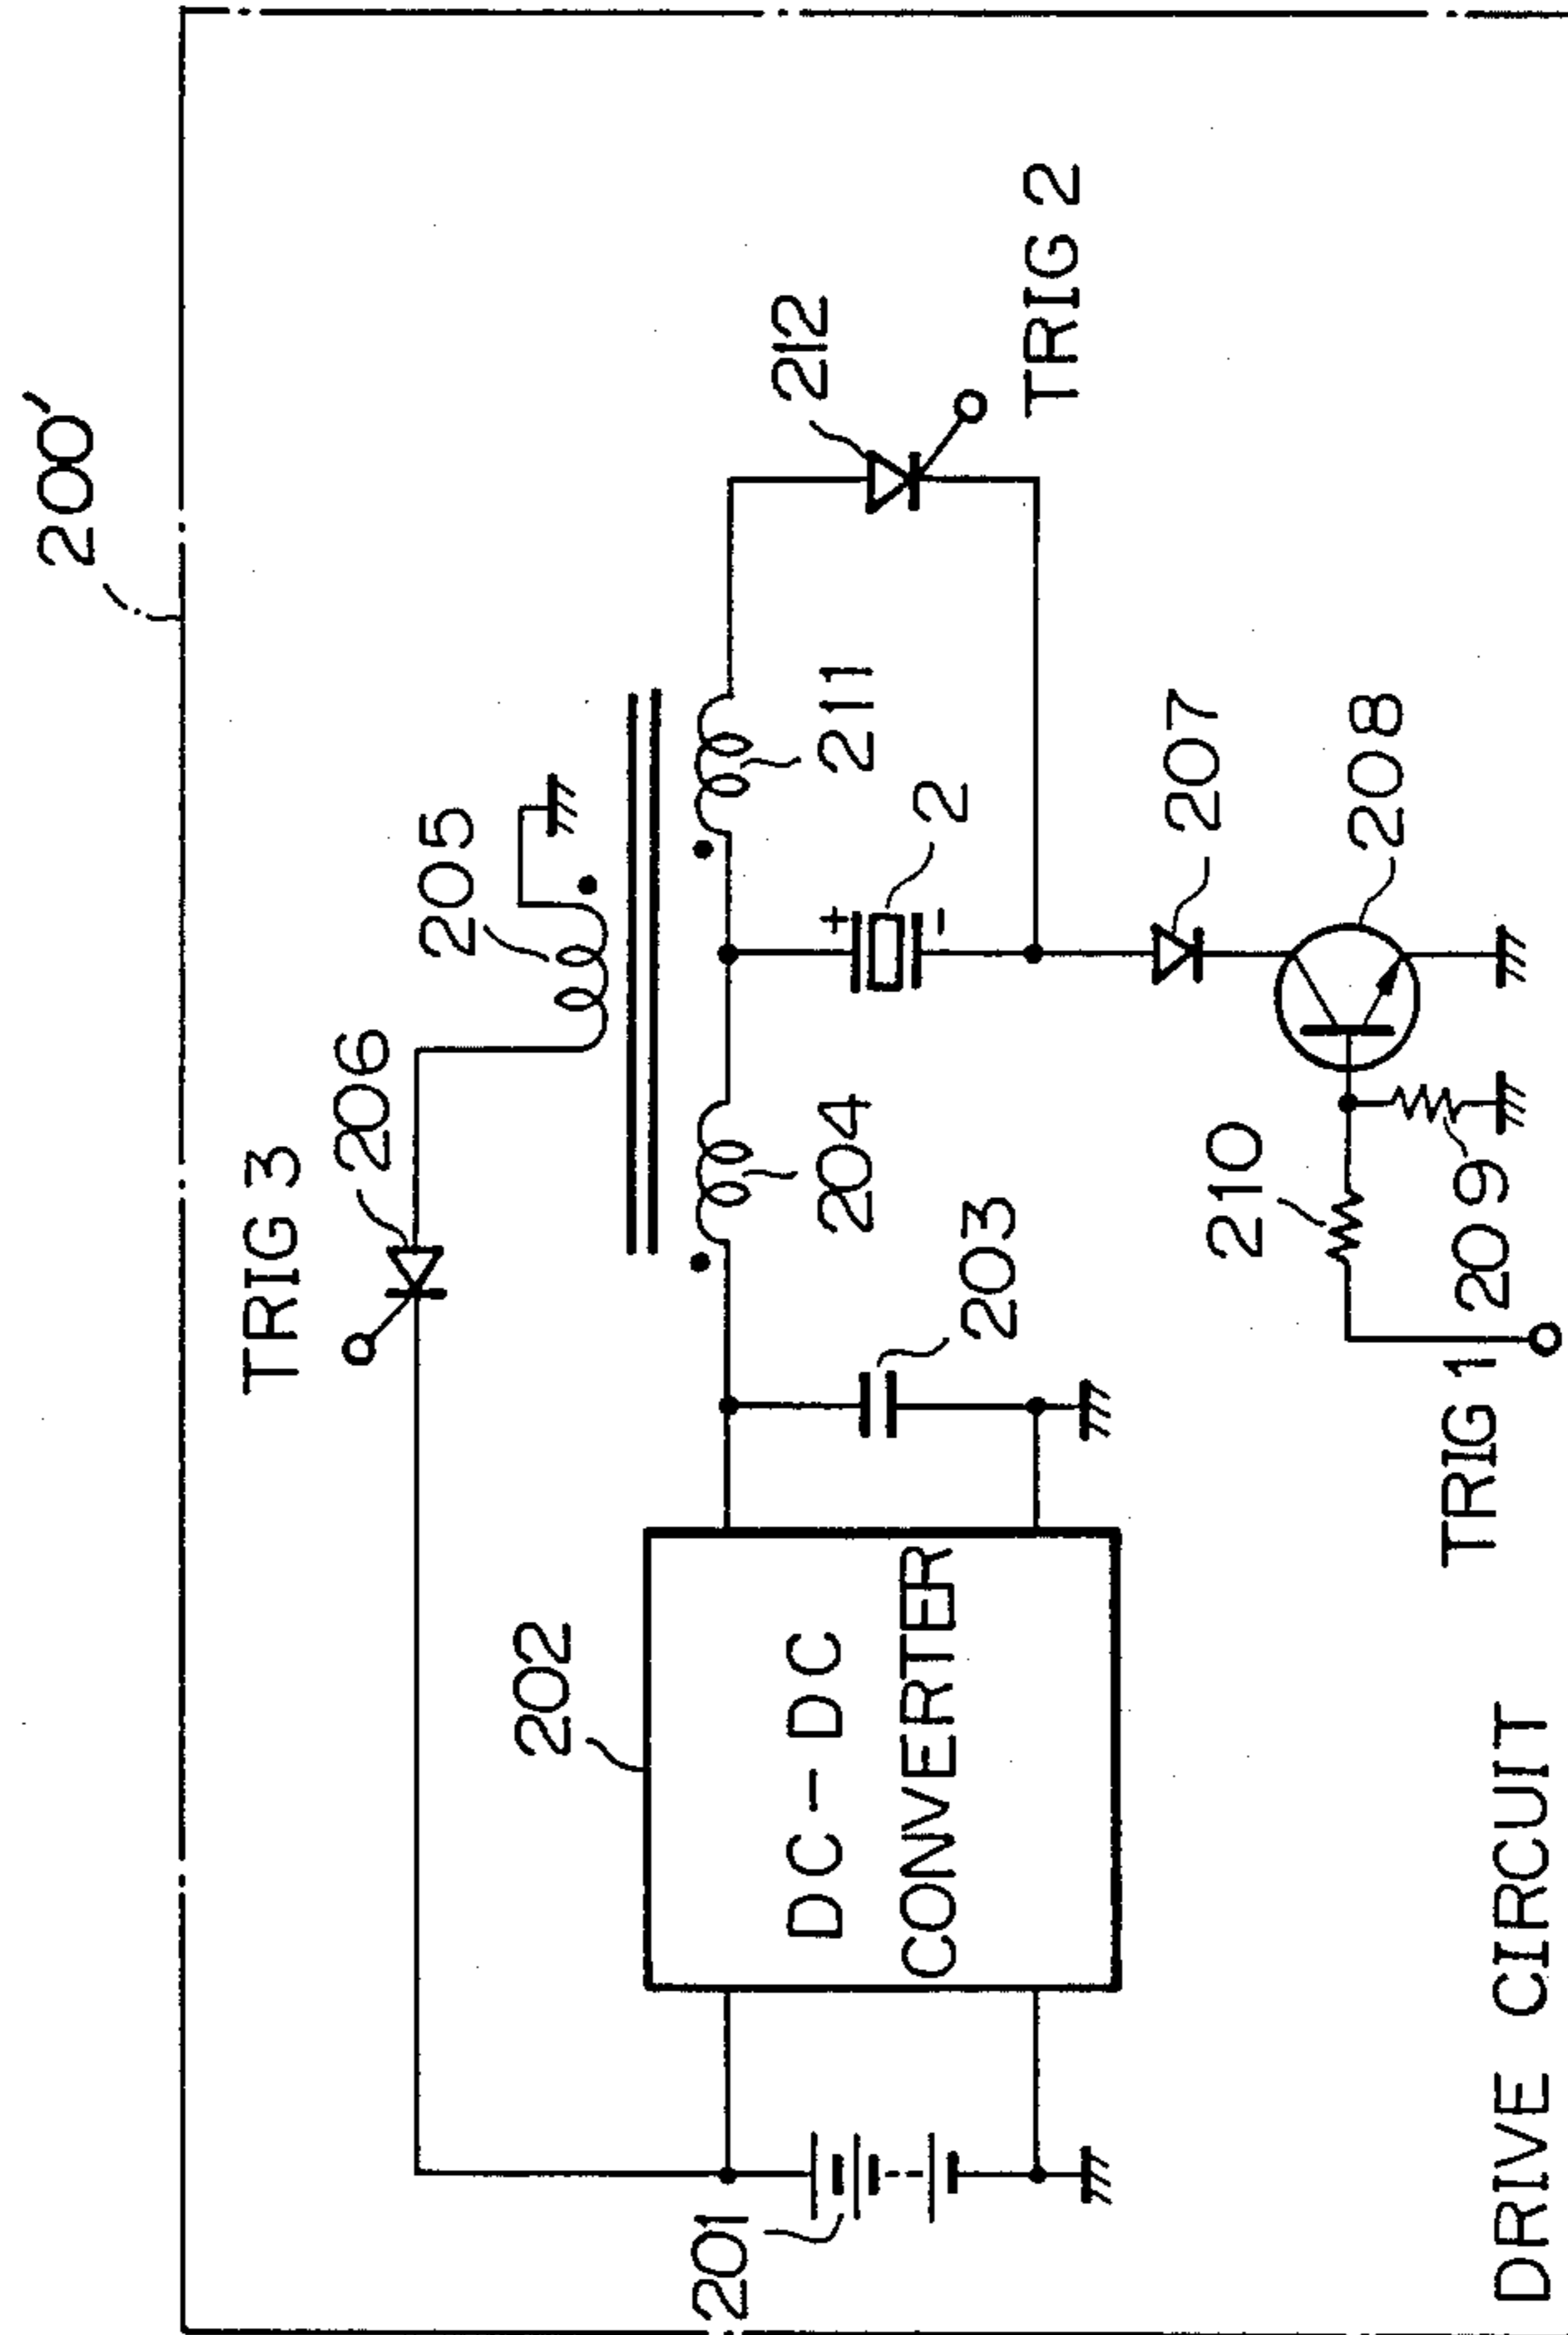 200'
TRIG 3
206
205
202
DC-DC
CONVERTER
201
203
204
211
2
+
-
212
TRIG 2
207
208
210
209
TRIG 1
DRIVE CIRCUIT